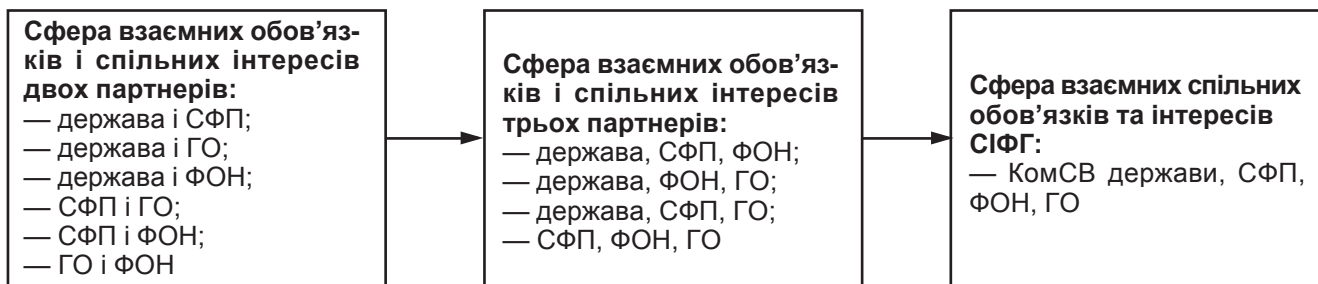 Сфера взаємних обов’яз-
ків і спільних інтересів
двох партнерів:
— держава і СФП;
— держава і ГО;
— держава і ФОН;
— СФП і ГО;
— СФП і ФОН;
— ГО і ФОН
Сфера взаємних обов’яз-
ків і спільних інтересів
трьох партнерів:
— держава, СФП, ФОН;
— держава, ФОН, ГО;
— держава, СФП, ГО;
— СФП, ФОН, ГО
Сфера взаємних спільних
обов’язків та інтересів
СІФГ:
— КомСВ держави, СФП,
ФОН, ГО